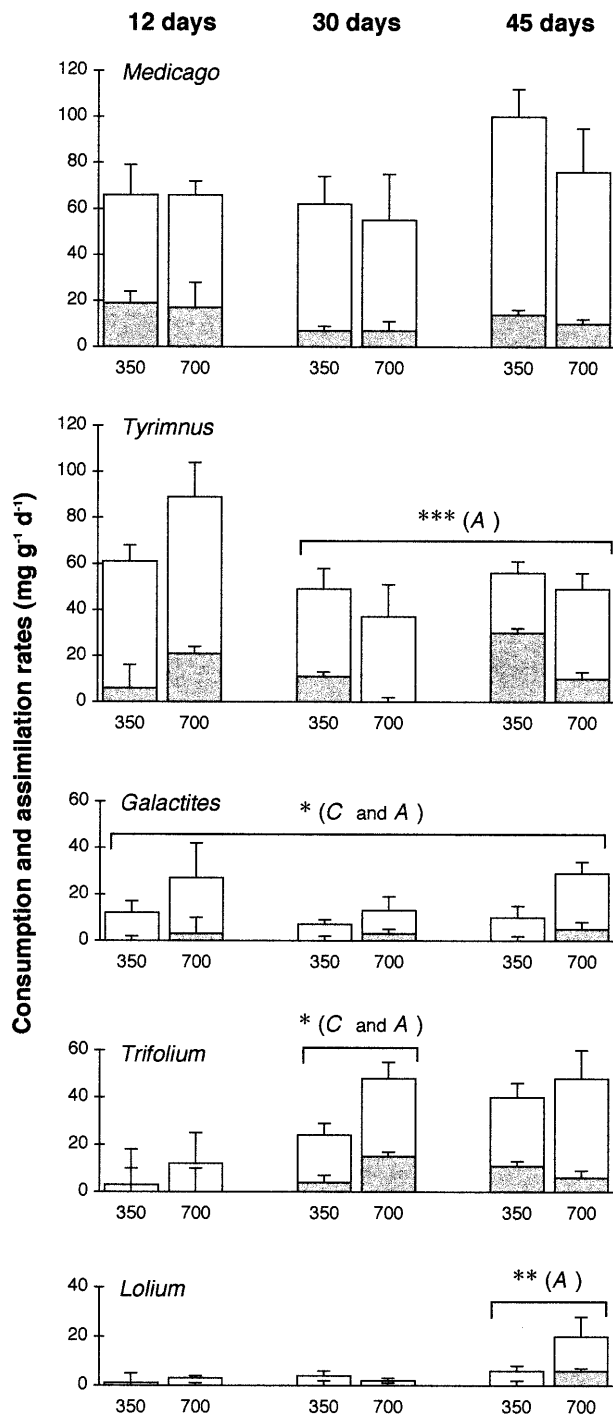 12 days 30 days 45 days
Consumption and assimilation rates (mg g⁻¹ d⁻¹)
Medicago
120
100
80
60
40
20
0
350 700 350 700 350 700
Tyrimnus
120
100
80
60
40
20
0
*** (A)
350 700 350 700 350 700
Galactites
60
40
20
0
* (C and A)
350 700 350 700 350 700
Trifolium
60
40
20
0
* (C and A)
350 700 350 700 350 700
Lolium
40
20
0
** (A)
350 700 350 700 350 700